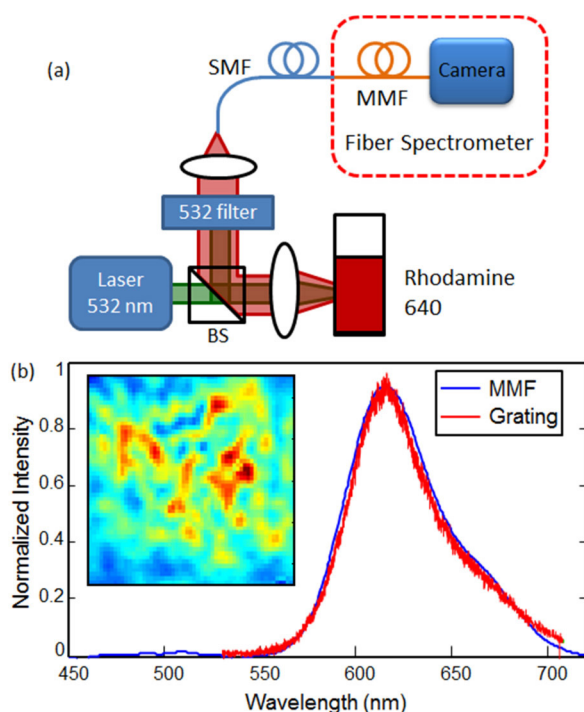 (a)
SMF
MMF
Camera
Fiber Spectrometer
532 filter
Laser
532 nm
BS
Rhodamine
640
(b)
1
0.8
0.6
0.4
0.2
0
Normalized Intensity
MMF
Grating
450 500 550 600 650 700
Wavelength (nm)